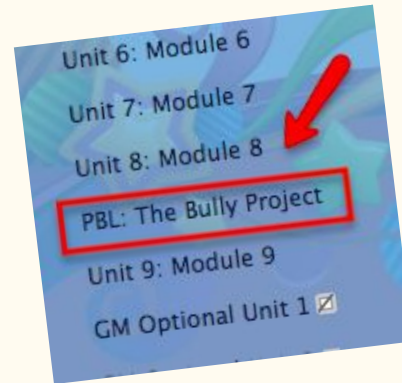 Unit 6: Module 6
Unit 7: Module 7
Unit 8: Module 8
PBL: The Bully Project
Unit 9: Module 9
GM Optional Unit 1